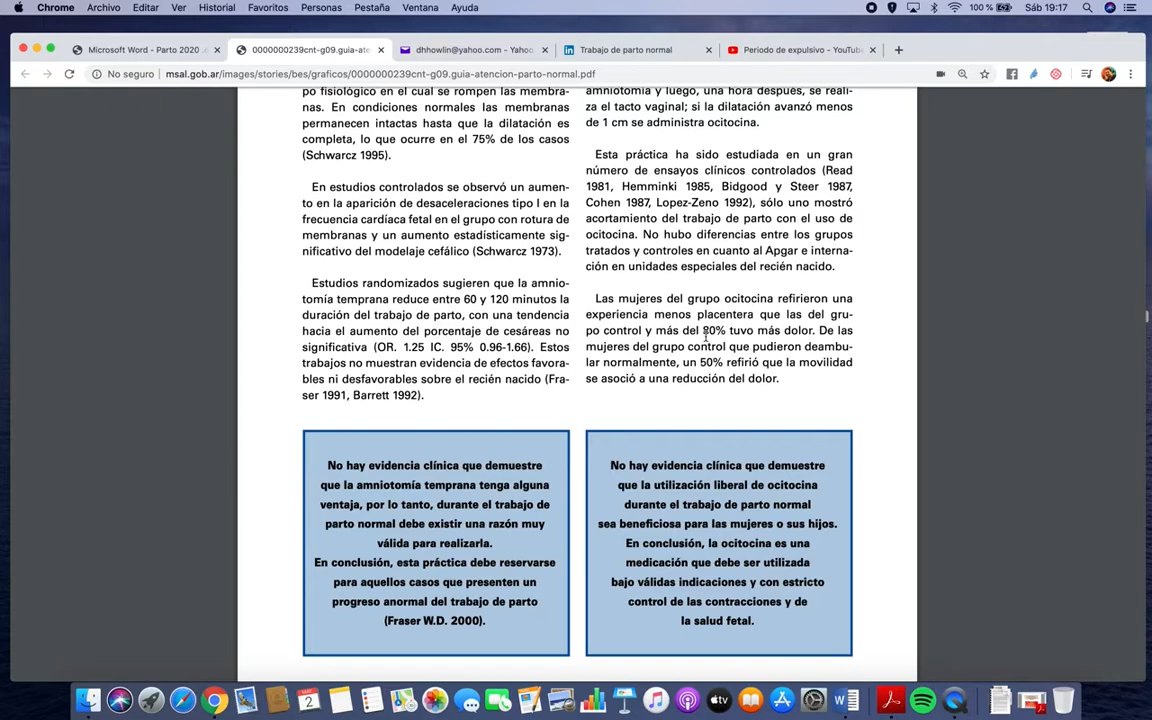 Chrome Archivo Editar Ver Historial Favoritos Personas Pestaña Ventana Ayuda 100 % Sáb 19:17
Microsoft Word - Parto 2020 0000000239cnt-g09.guia-ate dhhowlin@yahoo.com - Yahoo Trabajo de parto normal Periodo de expulsivo - YouTube
No seguro msal.gob.ar/images/stories/bes/graficos/0000000239cnt-g09.guia-atencion-parto-normal.pdf
po fisiológico en el cual se rompen las membra-
nas. En condiciones normales las membranas
permanecen intactas hasta que la dilatación es
completa, lo que ocurre en el 75% de los casos
(Schwarcz 1995).
En estudios controlados se observó un aumen-
to en la aparición de desaceleraciones tipo I en la
frecuencia cardíaca fetal en el grupo con rotura de
membranas y un aumento estadísticamente sig-
nificativo del modelaje cefálico (Schwarcz 1973).
Estudios randomizados sugieren que la amnio-
tomía temprana reduce entre 60 y 120 minutos la
duración del trabajo de parto, con una tendencia
hacia el aumento del porcentaje de cesáreas no
significativa (OR. 1.25 IC. 95% 0.96-1.66). Estos
trabajos no muestran evidencia de efectos favora-
bles ni desfavorables sobre el recién nacido (Fra-
ser 1991, Barrett 1992).
No hay evidencia clínica que demuestre
que la amniotomía temprana tenga alguna
ventaja, por lo tanto, durante el trabajo de
parto normal debe existir una razón muy
válida para realizarla.
En conclusión, esta práctica debe reservarse
para aquellos casos que presenten un
progreso anormal del trabajo de parto
(Fraser W.D. 2000).
amniotomía y luego, una hora después, se reali-
za el tacto vaginal; si la dilatación avanzó menos
de 1 cm se administra ocitocina.
Esta práctica ha sido estudiada en un gran
número de ensayos clínicos controlados (Read
1981, Hemminki 1985, Bidgood y Steer 1987,
Cohen 1987, Lopez-Zeno 1992), sólo uno mostró
acortamiento del trabajo de parto con el uso de
ocitocina. No hubo diferencias entre los grupos
tratados y controles en cuanto al Apgar e interna-
ción en unidades especiales del recién nacido.
Las mujeres del grupo ocitocina refirieron una
experiencia menos placentera que las del gru-
po control y más del 80% tuvo más dolor. De las
mujeres del grupo control que pudieron deambu-
lar normalmente, un 50% refirió que la movilidad
se asoció a una reducción del dolor.
No hay evidencia clínica que demuestre
que la utilización liberal de ocitocina
durante el trabajo de parto normal
sea beneficiosa para las mujeres o sus hijos.
En conclusión, la ocitocina es una
medicación que debe ser utilizada
bajo válidas indicaciones y con estricto
control de las contracciones y de
la salud fetal.